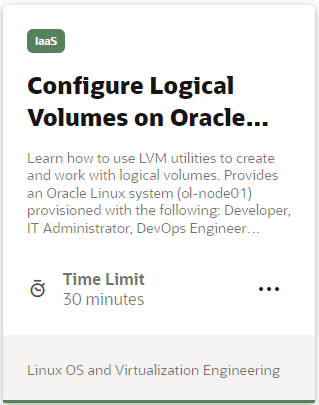 IaaS
Configure Logical
Volumes on Oracle...
Learn how to use LVM utilities to create
and work with logical volumes. Provides
an Oracle Linux system (ol-node01)
provisioned with the following: Developer,
IT Administrator, DevOps Engineer...
Time Limit
30 minutes
Linux OS and Virtualization Engineering